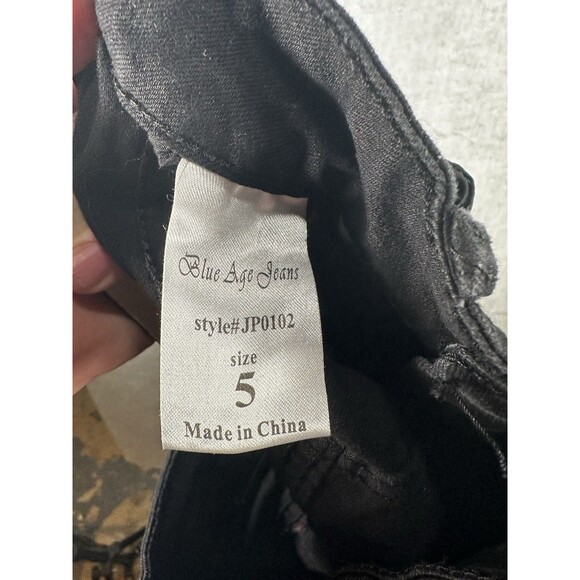 Blue Age Jeans
style#JP0102
size
5
Made in China